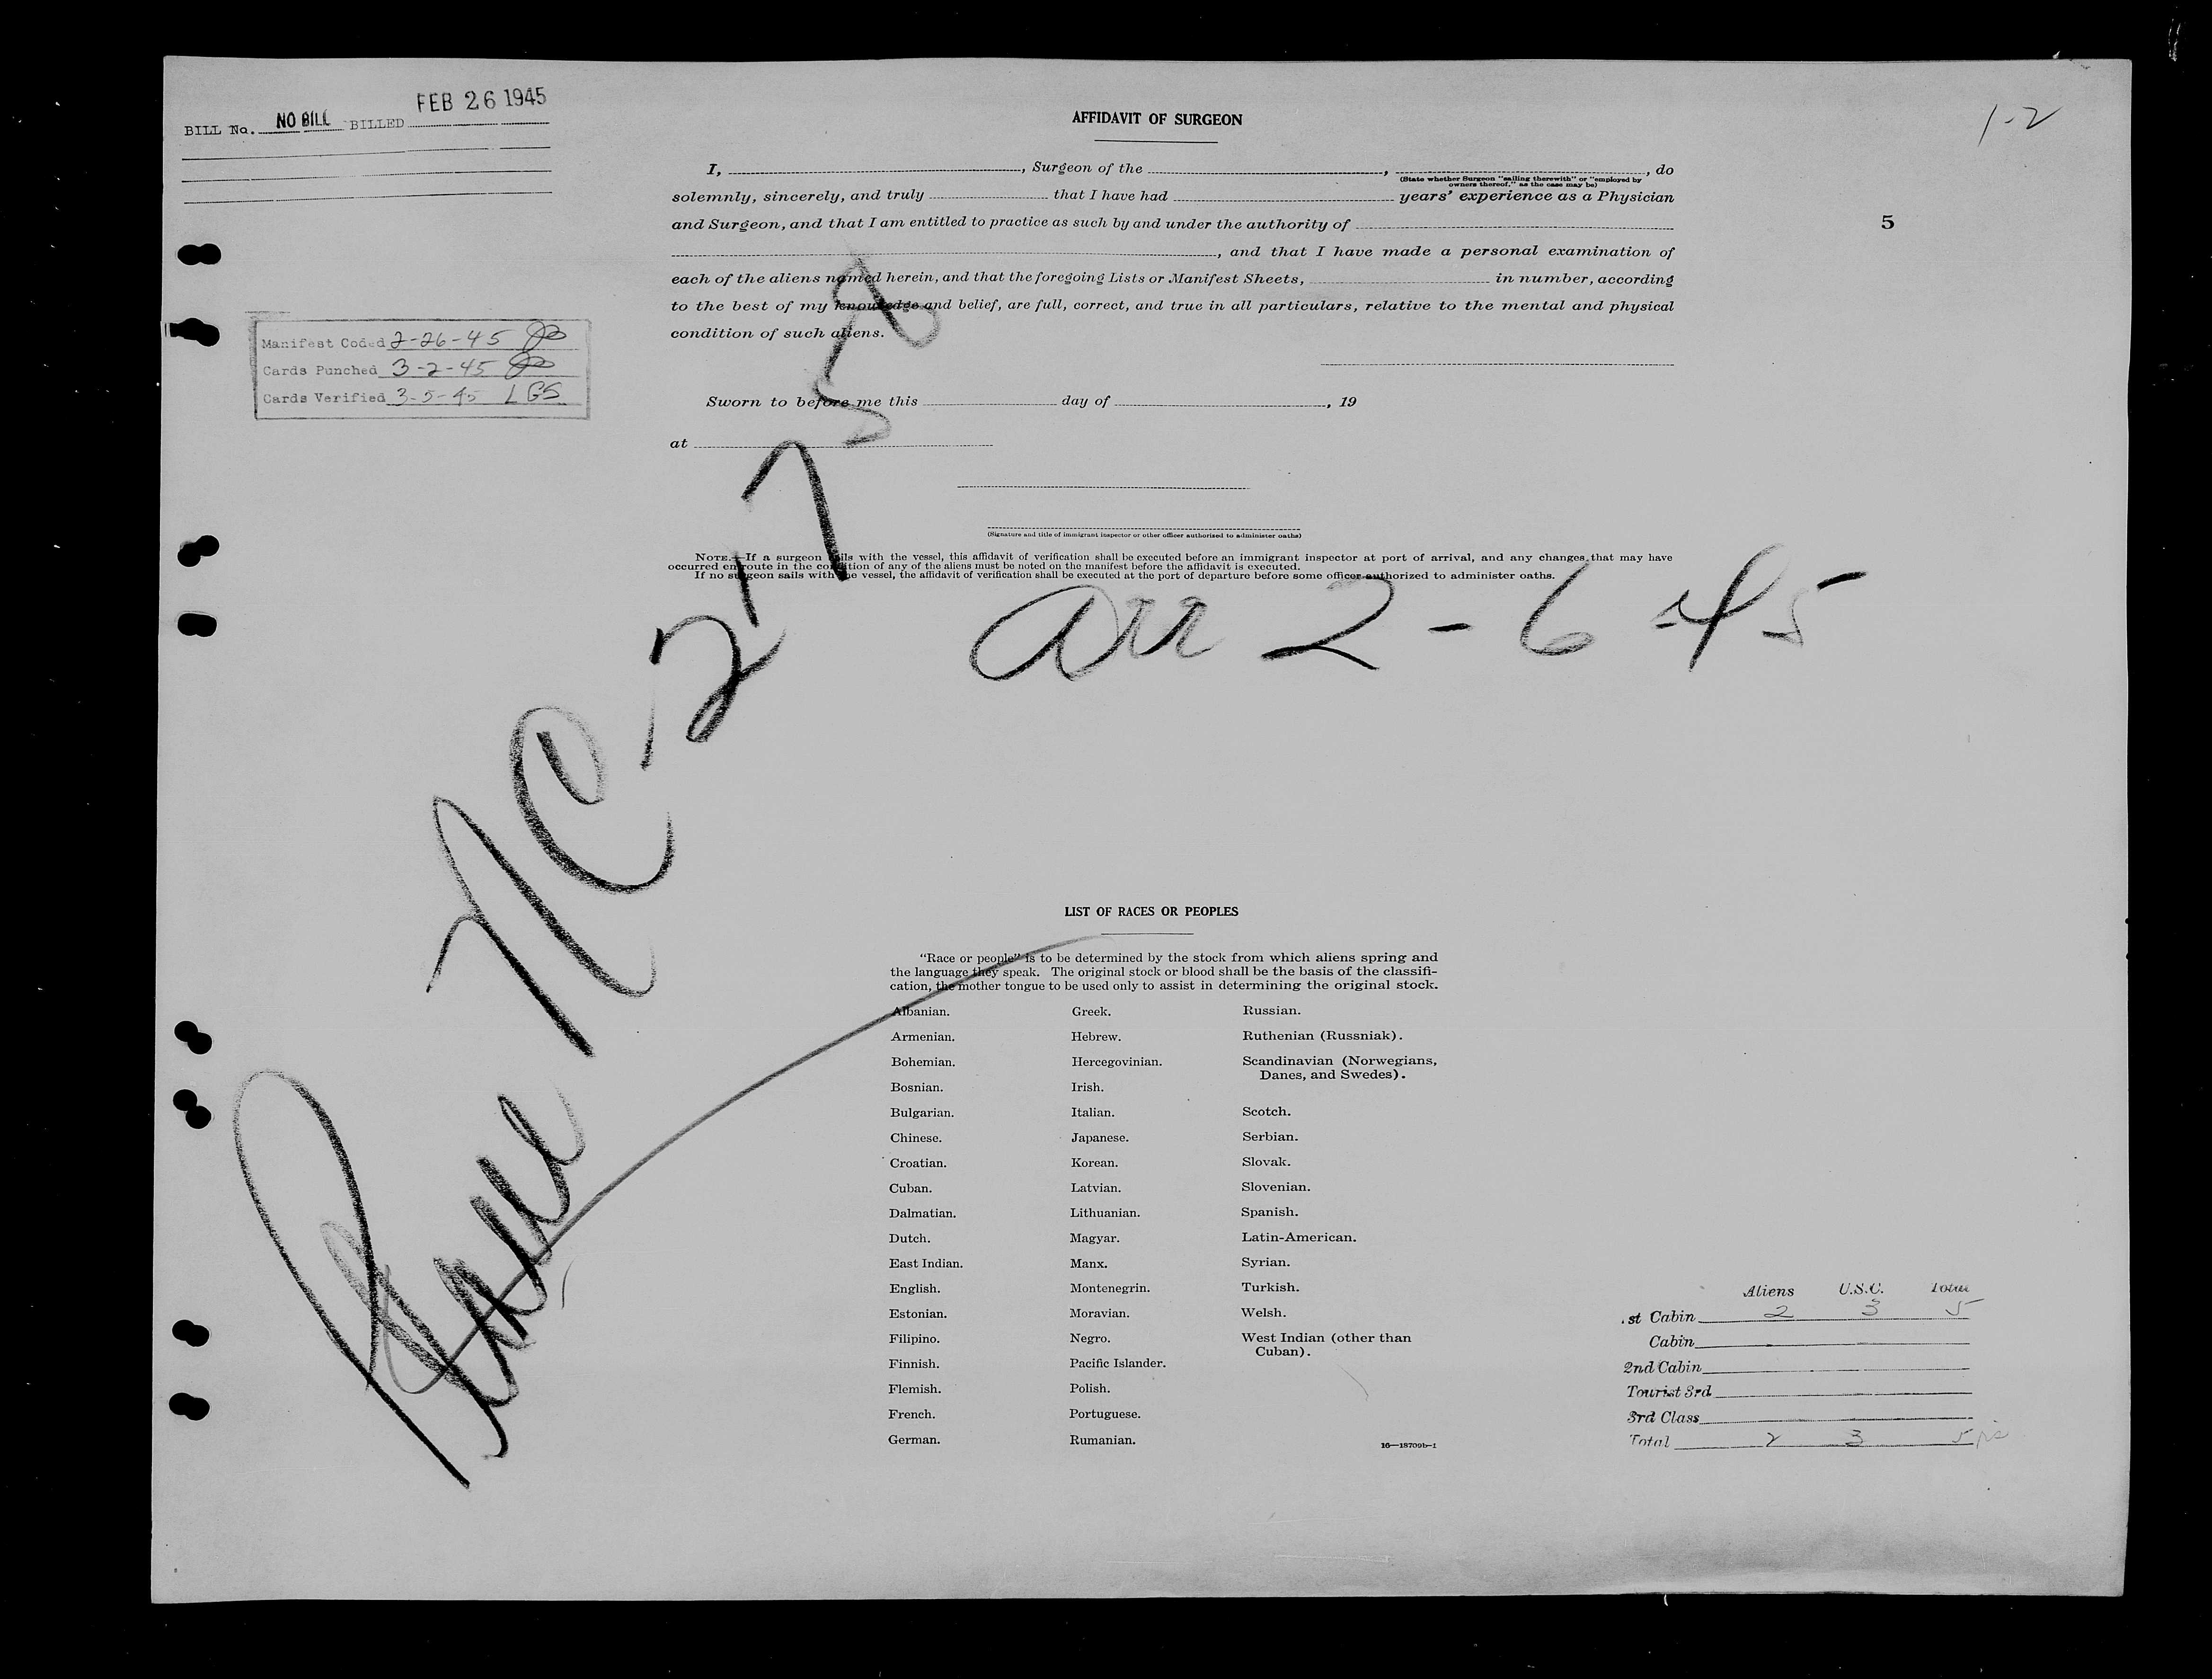 FEB 26 1945
BILL No. NO BILL BILLED
AFFIDAVIT OF SURGEON
1-2
I, , Surgeon of the , , do
(State whether Surgeon "sailing therewith" or "employed by
owners thereof," as the case may be)
solemnly, sincerely, and truly that I have had years' experience as a Physician
and Surgeon, and that I am entitled to practice as such by and under the authority of
5
, and that I have made a personal examination of
each of the aliens named herein, and that the foregoing Lists or Manifest Sheets, in number, according
to the best of my knowledge and belief, are full, correct, and true in all particulars, relative to the mental and physical
condition of such aliens.
Manifest Coded 2-26-45
Cards Punched 3-2-45
Cards Verified 3-5-45 LGS
Sworn to before me this day of , 19
at
(Signature and title of immigrant inspector or other officer authorized to administer oaths)
NOTE.—If a surgeon sails with the vessel, this affidavit of verification shall be executed before an immigrant inspector at port of arrival, and any changes that may have
occurred en route in the condition of any of the aliens must be noted on the manifest before the affidavit is executed.
If no surgeon sails with the vessel, the affidavit of verification shall be executed at the port of departure before some officer authorized to administer oaths.
arr 2-6-45
Plane NC-
LIST OF RACES OR PEOPLES
"Race or people" is to be determined by the stock from which aliens spring and
the language they speak. The original stock or blood shall be the basis of the classifi-
cation, the mother tongue to be used only to assist in determining the original stock.
Albanian.
Armenian.
Bohemian.
Bosnian.
Bulgarian.
Chinese.
Croatian.
Cuban.
Dalmatian.
Dutch.
East Indian.
English.
Estonian.
Filipino.
Finnish.
Flemish.
French.
German.
Greek.
Hebrew.
Hercegovinian.
Irish.
Italian.
Japanese.
Korean.
Latvian.
Lithuanian.
Magyar.
Manx.
Montenegrin.
Moravian.
Negro.
Pacific Islander.
Polish.
Portuguese.
Rumanian.
Russian.
Ruthenian (Russniak).
Scandinavian (Norwegians,
Danes, and Swedes).
Scotch.
Serbian.
Slovak.
Slovenian.
Spanish.
Latin-American.
Syrian.
Turkish.
Welsh.
West Indian (other than
Cuban).
16—18709b-1
Aliens U.S.C. Total
1st Cabin 2 3 5
Cabin
2nd Cabin
Tourist 3rd
3rd Class
Total 2 3 5